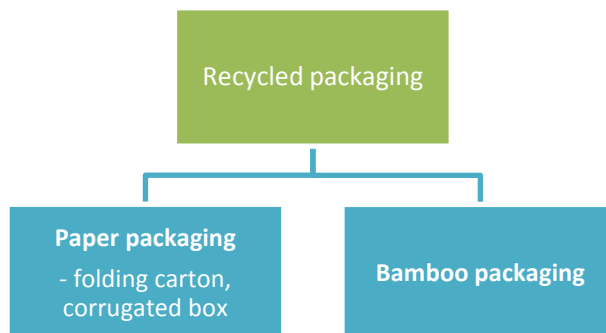 Recycled packaging
Paper packaging
- folding carton,
corrugated box
Bamboo packaging